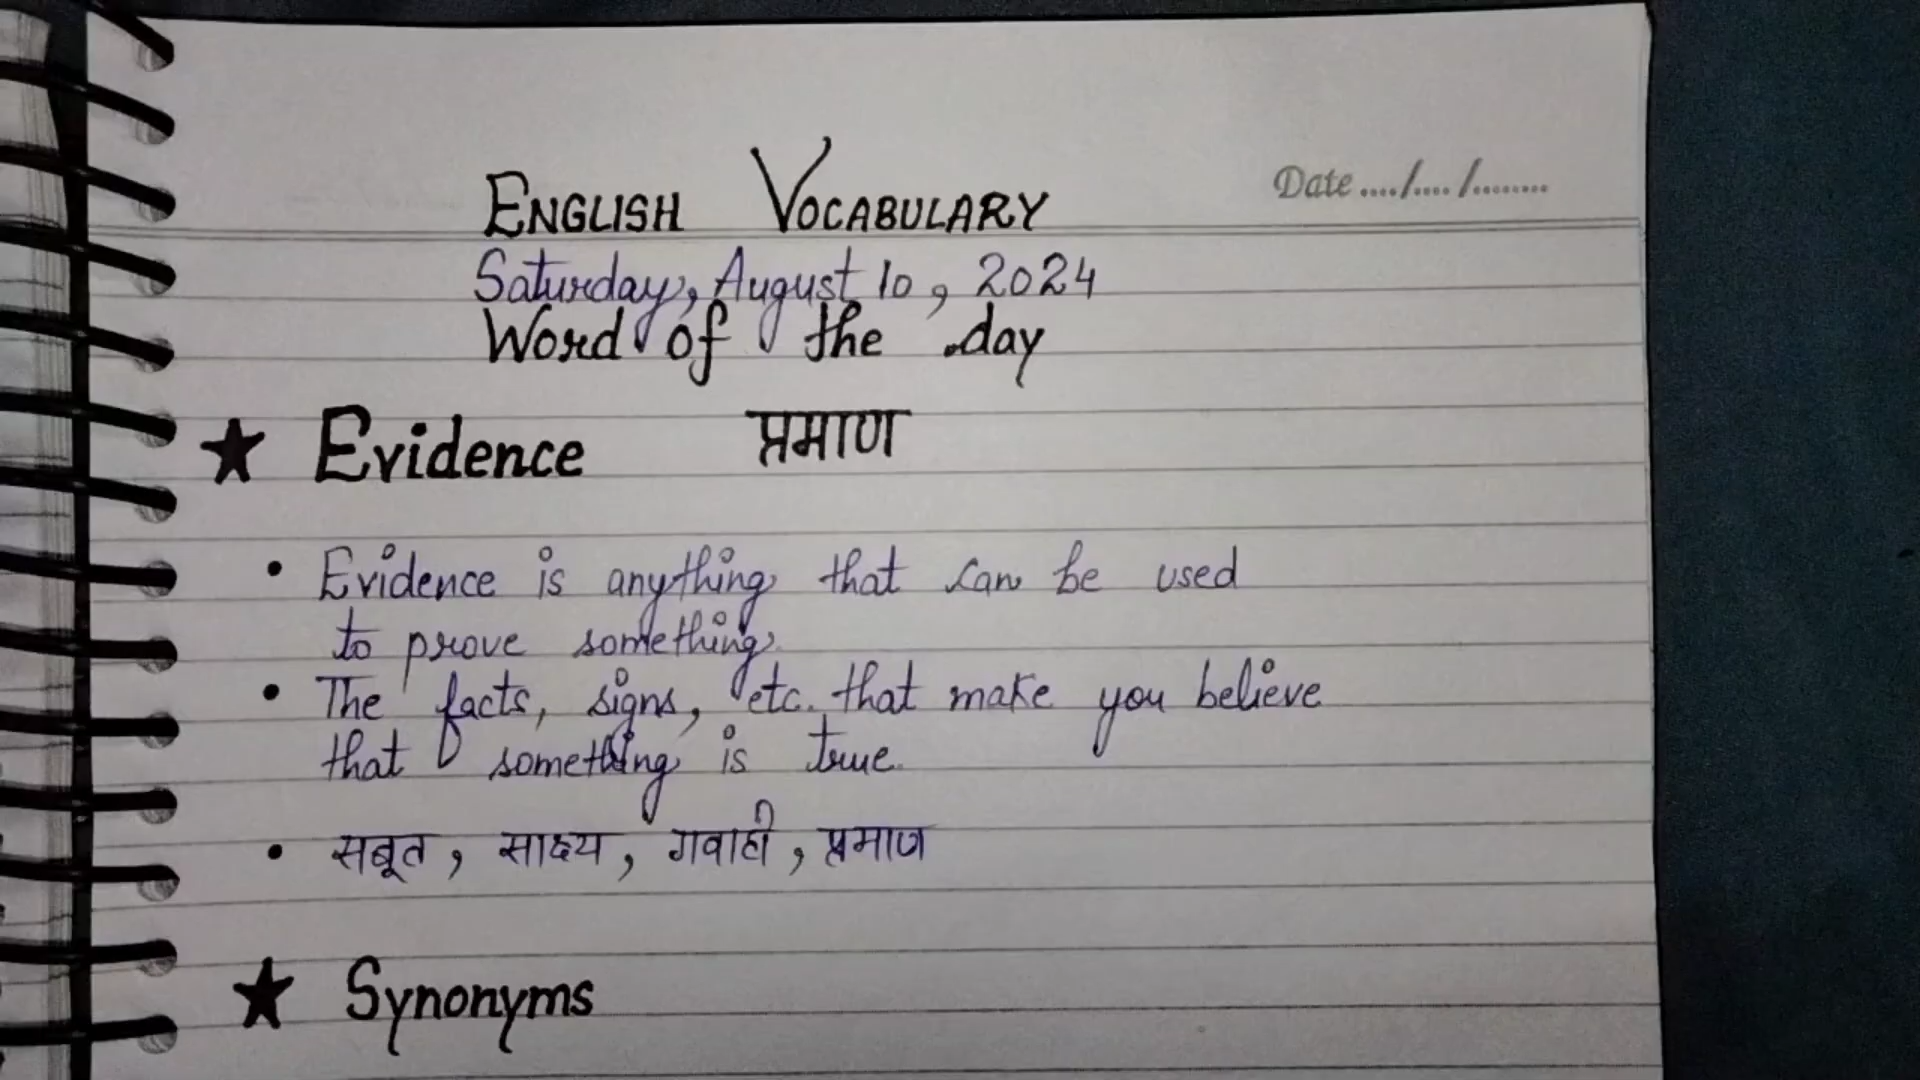 ENGLISH VOCABULARY
Date ..../..../.........
Saturday, August 10, 2024
Word of the day
★ Evidence प्रमाण
• Evidence is anything that can be used
to prove something.
• The facts, signs, etc. that make you believe
that something is true.
• सबूत, साक्ष्य, गवाही, प्रमाण
★ Synonyms